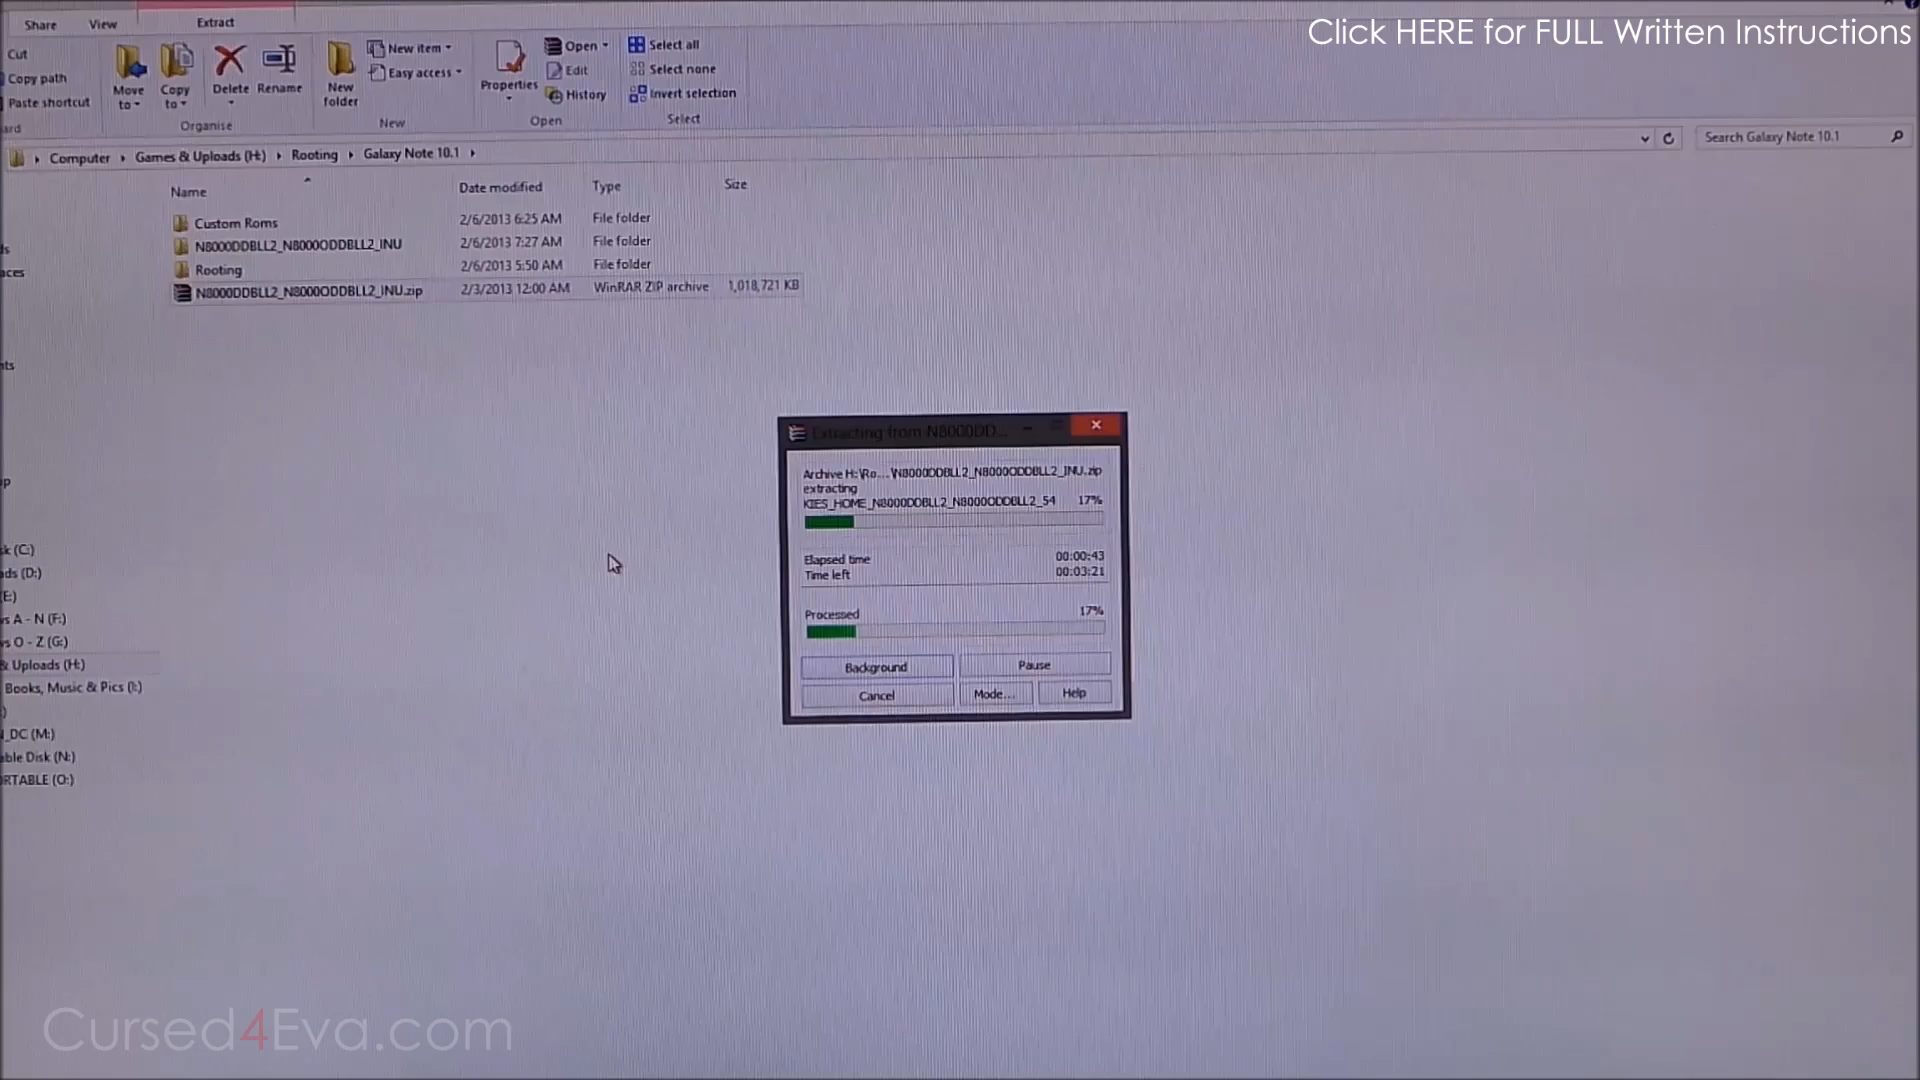 Share View Extract
Click HERE for FULL Written Instructions
Cut
Copy path
Paste shortcut
Move to
Copy to
Delete
Rename
New folder
New item
Easy access
Properties
Open
Edit
History
Select all
Select none
Invert selection
Organise
New
Open
Select
Computer Games & Uploads (H:) Rooting Galaxy Note 10.1
Search Galaxy Note 10.1
Name Date modified Type Size
Custom Roms 2/6/2013 6:25 AM File folder
N8000DDBLL2_N8000ODDBLL2_INU 2/6/2013 7:27 AM File folder
Rooting 2/6/2013 5:50 AM File folder
N8000DDBLL2_N8000ODDBLL2_INU.zip 2/3/2013 12:00 AM WinRAR ZIP archive 1,018,721 KB
Extracting from N8000DD...
Archive H:\Ro...\N8000DDBLL2_N8000ODDBLL2_INU.zip
extracting
KIES_HOME_N8000DDBLL2_N8000ODDBLL2_54 17%
Elapsed time 00:00:43
Time left 00:03:21
Processed 17%
Background Pause
Cancel Mode... Help
(C:)
(D:)
(E:)
A - N (F:)
O - Z (G:)
& Uploads (H:)
Books, Music & Pics (I:)
_DC (M:)
Disk (N:)
(O:)
Cursed4Eva.com